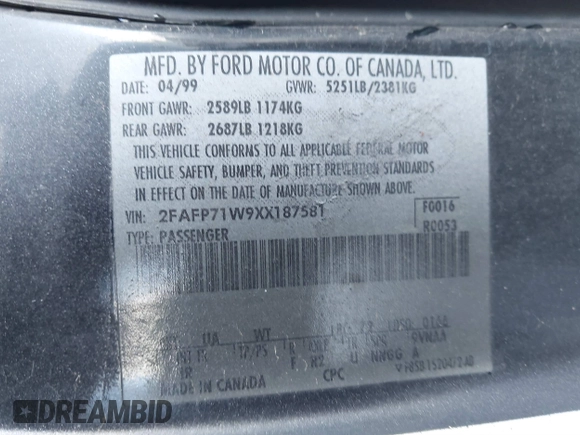 MFD. BY FORD MOTOR CO. OF CANADA, LTD.
DATE: 04/99 GVWR: 5251LB/2381KG
FRONT GAWR: 2589LB 1174KG
REAR GAWR: 2687LB 1218KG
THIS VEHICLE CONFORMS TO ALL APPLICABLE FEDERAL MOTOR
VEHICLE SAFETY, BUMPER, AND THEFT PREVENTION STANDARDS
IN EFFECT ON THE DATE OF MANUFACTURE SHOWN ABOVE.
VIN: 2FAFP71W9XX187581 F0016
TYPE: PASSENGER R0053
UA WT
NNGG A
MADE IN CANADA CPC
DREAMBID